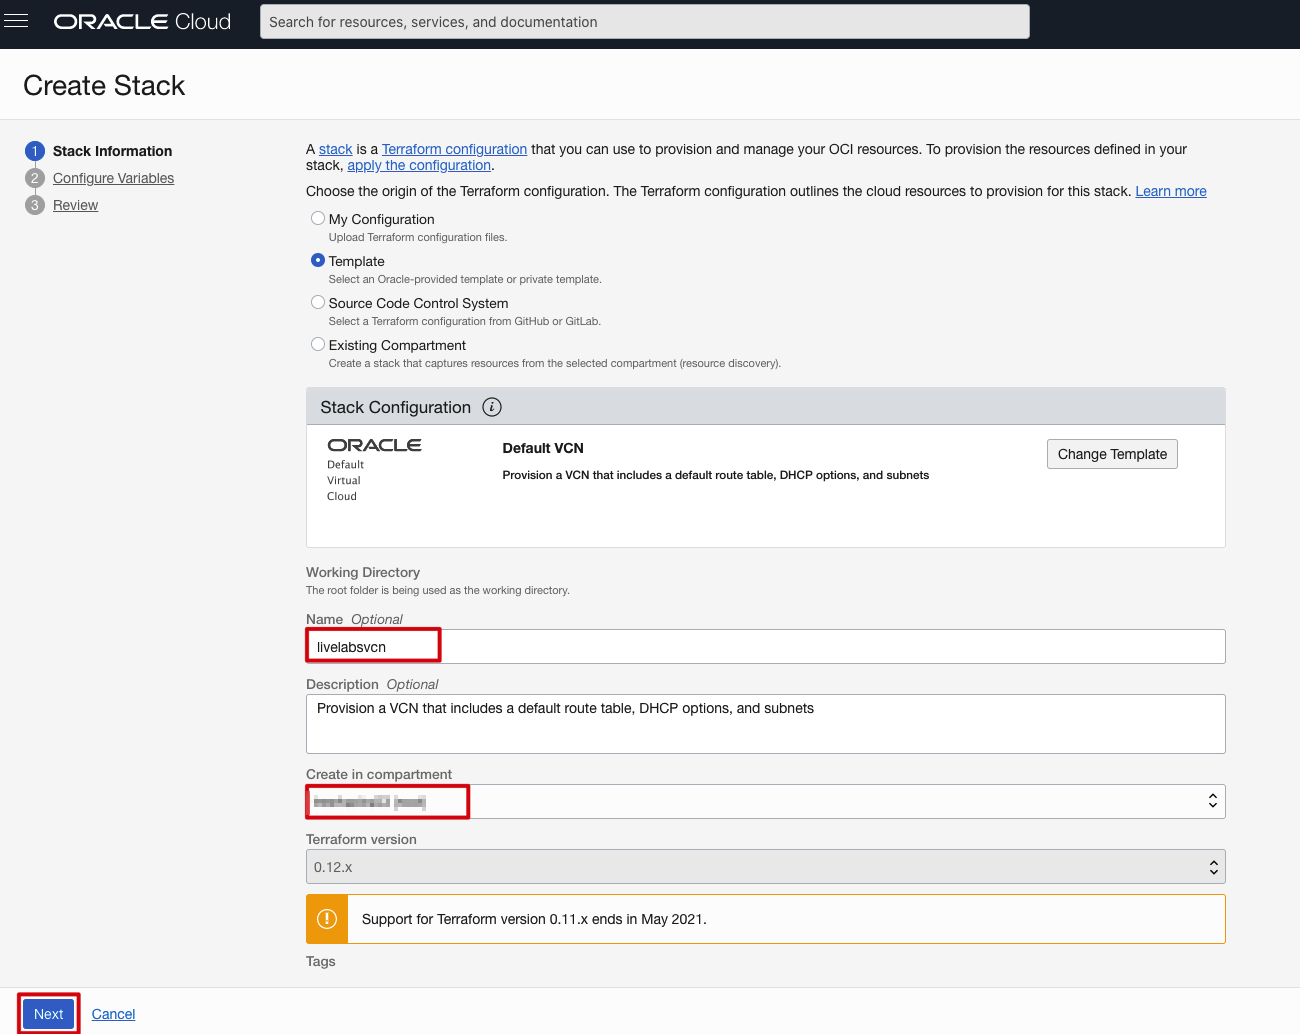 ORACLE Cloud
Search for resources, services, and documentation
Create Stack
1 Stack Information
2 Configure Variables
3 Review
A stack is a Terraform configuration that you can use to provision and manage your OCI resources. To provision the resources defined in your
stack, apply the configuration.
Choose the origin of the Terraform configuration. The Terraform configuration outlines the cloud resources to provision for this stack. Learn more
My Configuration
Upload Terraform configuration files.
Template
Select an Oracle-provided template or private template.
Source Code Control System
Select a Terraform configuration from GitHub or GitLab.
Existing Compartment
Create a stack that captures resources from the selected compartment (resource discovery).
Stack Configuration i
ORACLE
Default
Virtual
Cloud
Default VCN
Provision a VCN that includes a default route table, DHCP options, and subnets
Change Template
Working Directory
The root folder is being used as the working directory.
Name Optional
livelabsvcn
Description Optional
Provision a VCN that includes a default route table, DHCP options, and subnets
Create in compartment
Terraform version
0.12.x
! Support for Terraform version 0.11.x ends in May 2021.
Tags
Next Cancel